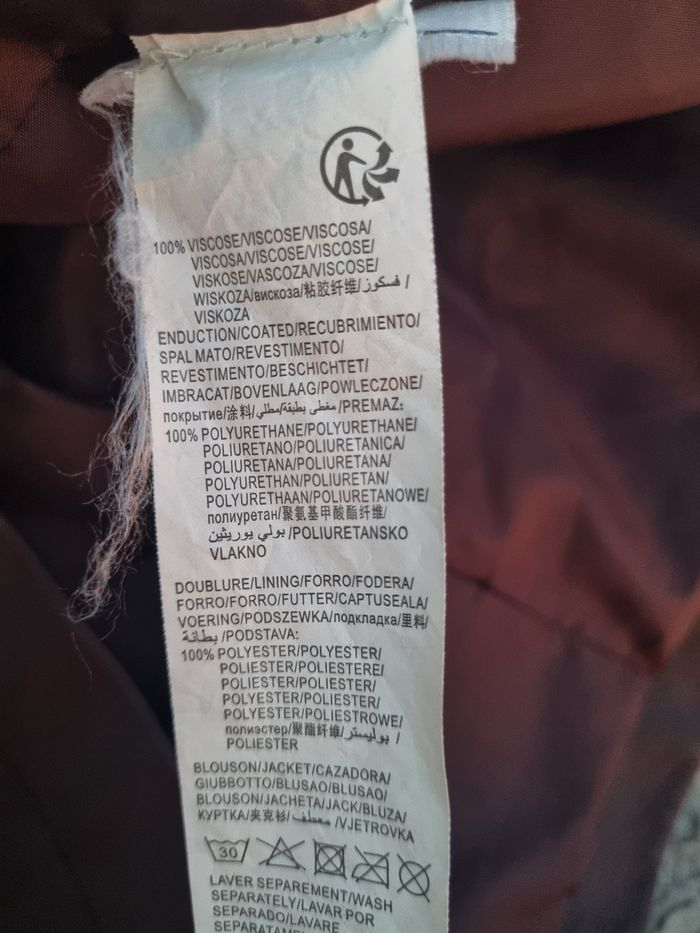 100% VISCOSE/VISCOSE/VISCOSA/
VISCOSA/VISCOSE/VISCOSE/
VISKOSE/VASCOZA/VISCOSE/
WISKOZA/вискоза/粘胶纤维/فسكوز /
VISKOZA
ENDUCTION/COATED/RECUBRIMIENTO/
SPALMATO/REVESTIMENTO/
REVESTIMENTO/BESCHICHTET/
IMBRACAT/BOVENLAAG/POWLECZONE/
покрытие/涂料/مغطى بطبقة/مطلي /PREMAZ:
100% POLYURETHANE/POLYURETHANE/
POLIURETANO/POLIURETANICA/
POLIURETANA/POLIURETANA/
POLYURETHAN/POLIURETAN/
POLYURETHAAN/POLIURETANOWE/
полиуретан/聚氨基甲酸酯纤维/
بولي يوريثين /POLIURETANSKO
VLAKNO
DOUBLURE/LINING/FORRO/FODERA/
FORRO/FORRO/FUTTER/CAPTUSEALA/
VOERING/PODSZEWKA/подкладка/里料/
بطانة /PODSTAVA:
100% POLYESTER/POLYESTER/
POLIESTER/POLIESTERE/
POLIESTER/POLIESTER/
POLYESTER/POLIESTER/
POLYESTER/POLIESTROWE/
полиэстер/聚酯纤维/بوليستر /
POLIESTER
BLOUSON/JACKET/CAZADORA/
GIUBBOTTO/BLUSAO/BLUSAO/
BLOUSON/JACHETA/JACK/BLUZA/
КУРТКА/夹克衫/معطف /VJETROVKA
30
LAVER SEPAREMENT/WASH
SEPARATELY/LAVAR POR
SEPARADO/LAVARE